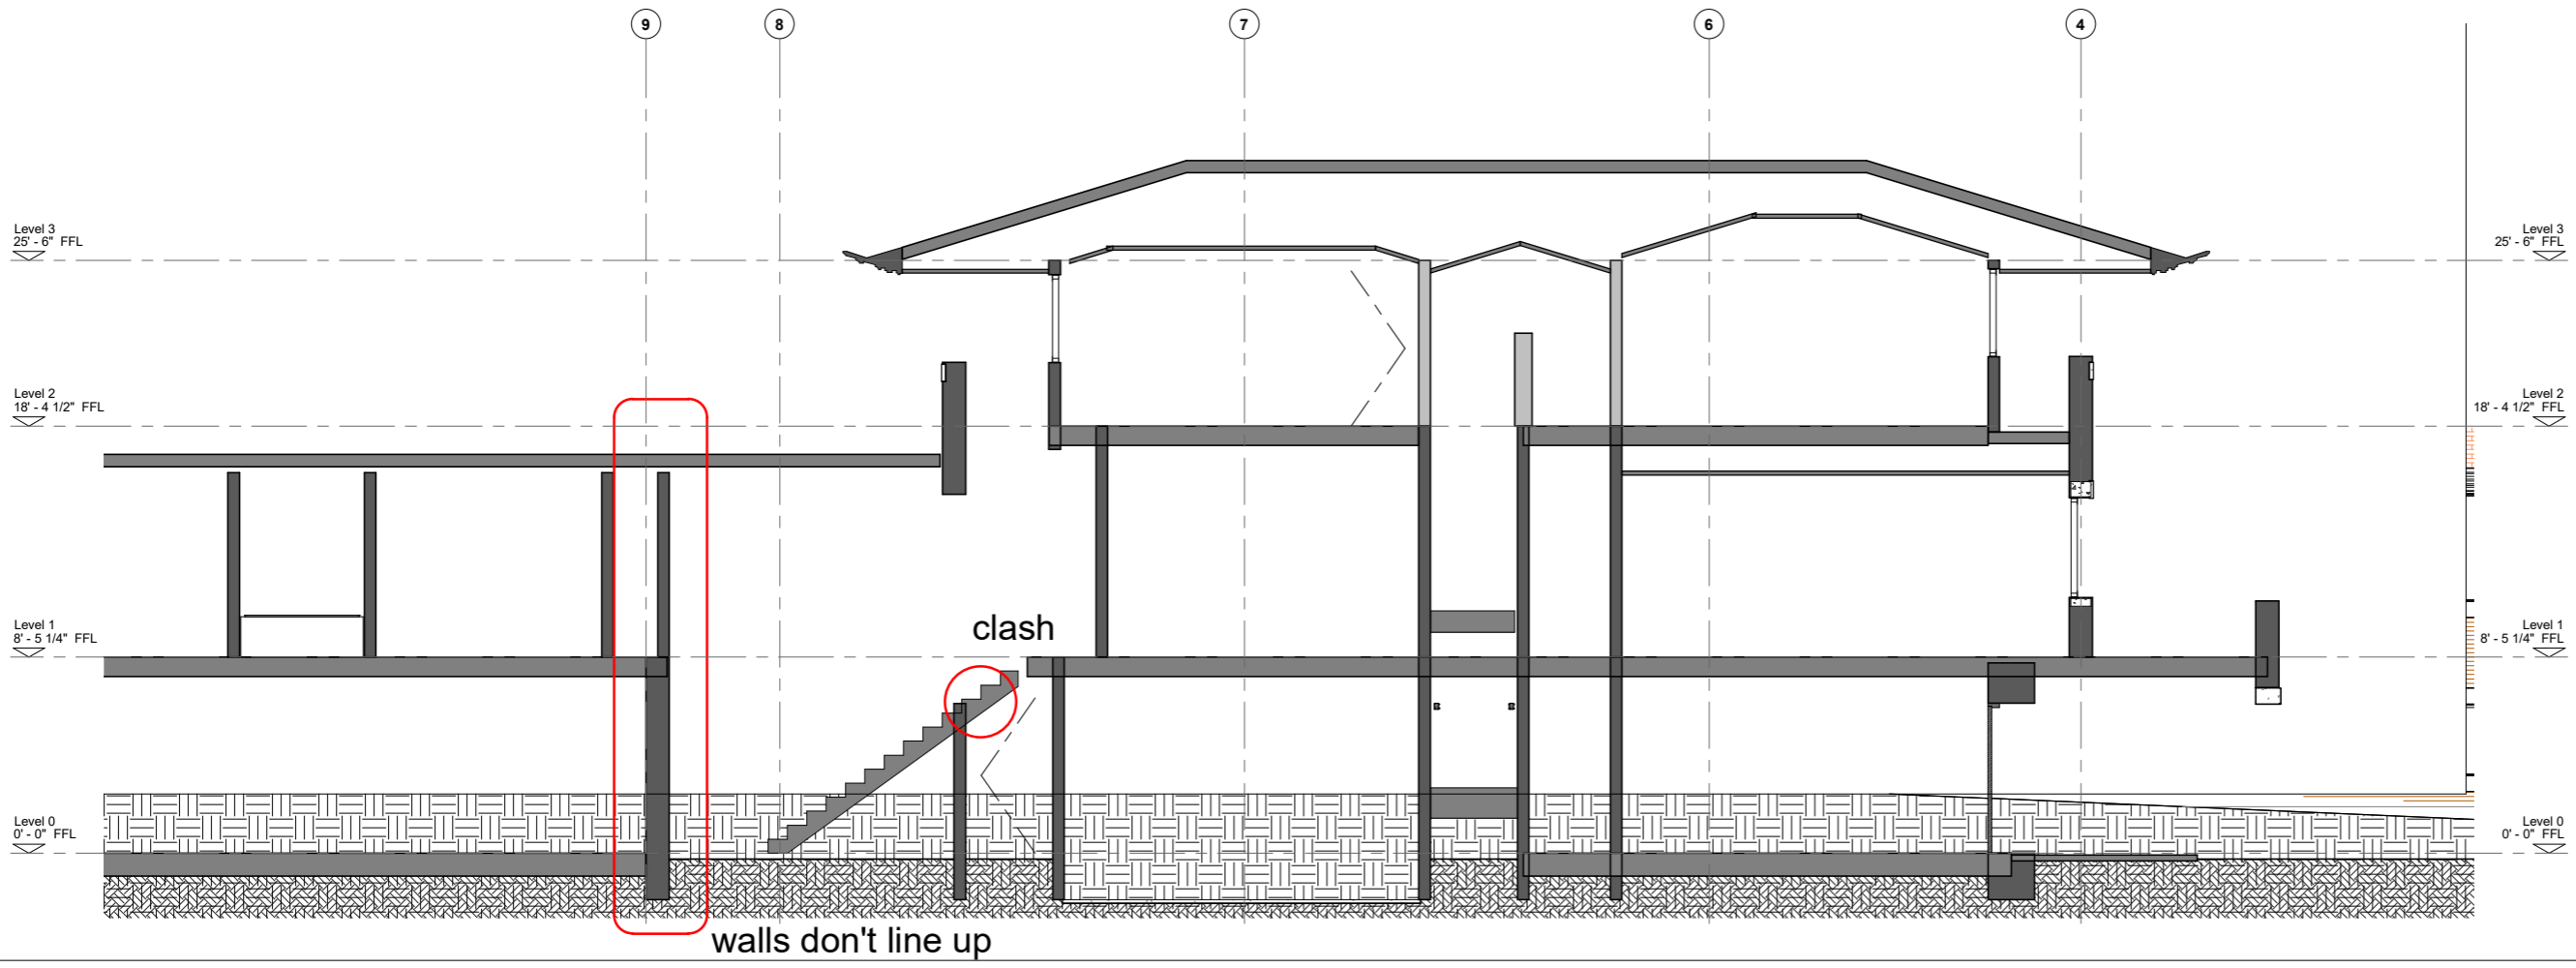 9
8
7
6
4
Level 3
25' - 6" FFL
Level 3
25' - 6" FFL
Level 2
18' - 4 1/2" FFL
Level 2
18' - 4 1/2" FFL
clash
Level 1
8' - 5 1/4" FFL
Level 1
8' - 5 1/4" FFL
Level 0
0' - 0" FFL
Level 0
0' - 0" FFL
walls don't line up